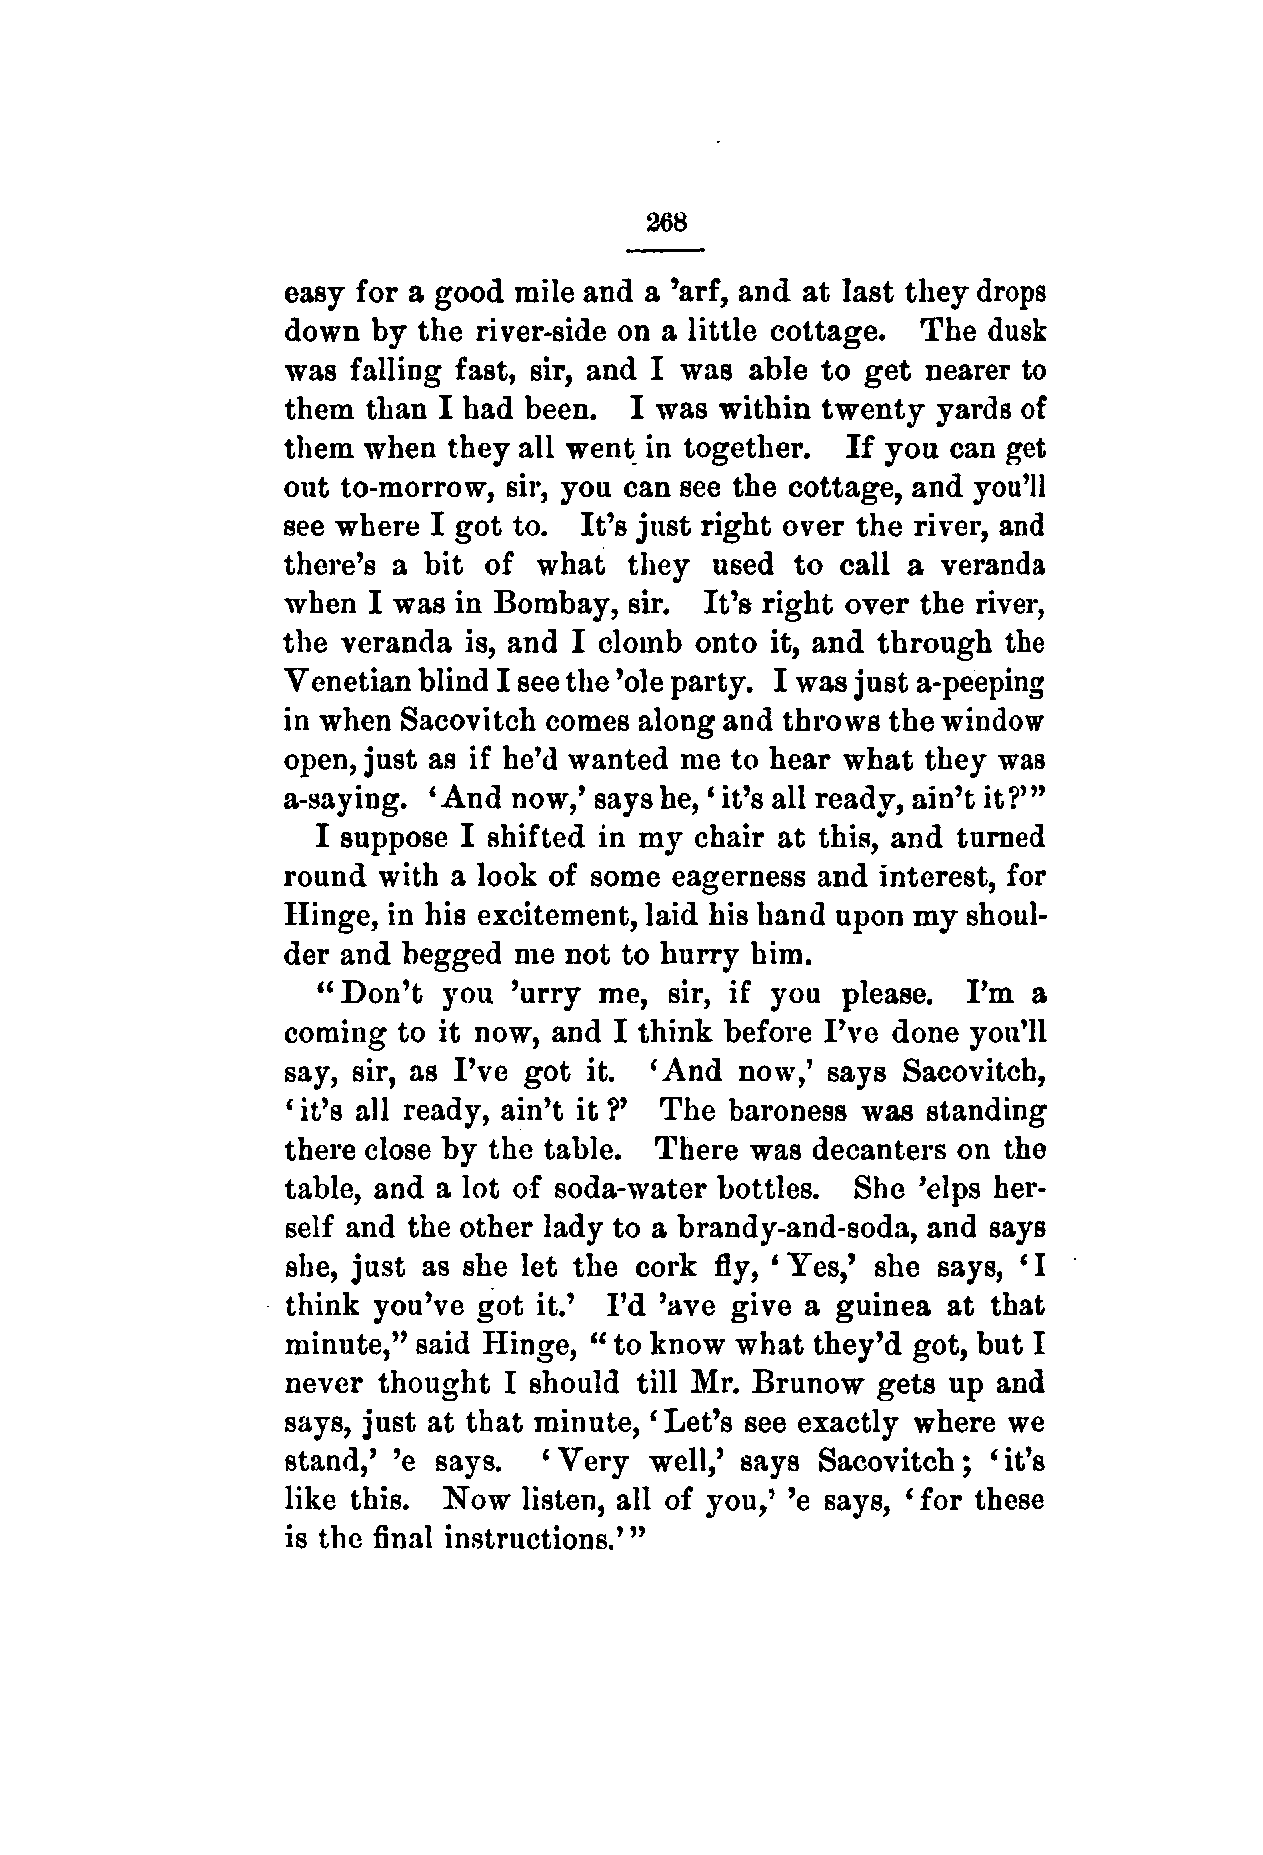 268
easy for a good mile and a ’arf, and at last they drops
down by the river-side on a little cottage. The dusk
was falling fast, sir, and I was able to get nearer to
them than I had been. I was within twenty yards of
them when they all went in together. If you can get
out to-morrow, sir, you can see the cottage, and you’ll
see where I got to. It’s just right over the river, and
there’s a bit of what they used to call a veranda
when I was in Bombay, sir. It’s right over the river,
the veranda is, and I clomb onto it, and through the
Venetian blind I see the ’ole party. I was just a-peeping
in when Sacovitch comes along and throws the window
open, just as if he’d wanted me to hear what they was
a-saying. ‘And now,’ says he, ‘it’s all ready, ain’t it?’”
I suppose I shifted in my chair at this, and turned
round with a look of some eagerness and interest, for
Hinge, in his excitement, laid his hand upon my shoul-
der and begged me not to hurry him.
“Don’t you ’urry me, sir, if you please. I’m a
coming to it now, and I think before I’ve done you’ll
say, sir, as I’ve got it. ‘And now,’ says Sacovitch,
‘it’s all ready, ain’t it?’ The baroness was standing
there close by the table. There was decanters on the
table, and a lot of soda-water bottles. She ’elps her-
self and the other lady to a brandy-and-soda, and says
she, just as she let the cork fly, ‘Yes,’ she says, ‘I
think you’ve got it.’ I’d ’ave give a guinea at that
minute,” said Hinge, “to know what they’d got, but I
never thought I should till Mr. Brunow gets up and
says, just at that minute, ‘Let’s see exactly where we
stand,’ ’e says. ‘Very well,’ says Sacovitch; ‘it’s
like this. Now listen, all of you,’ ’e says, ‘for these
is the final instructions.’”